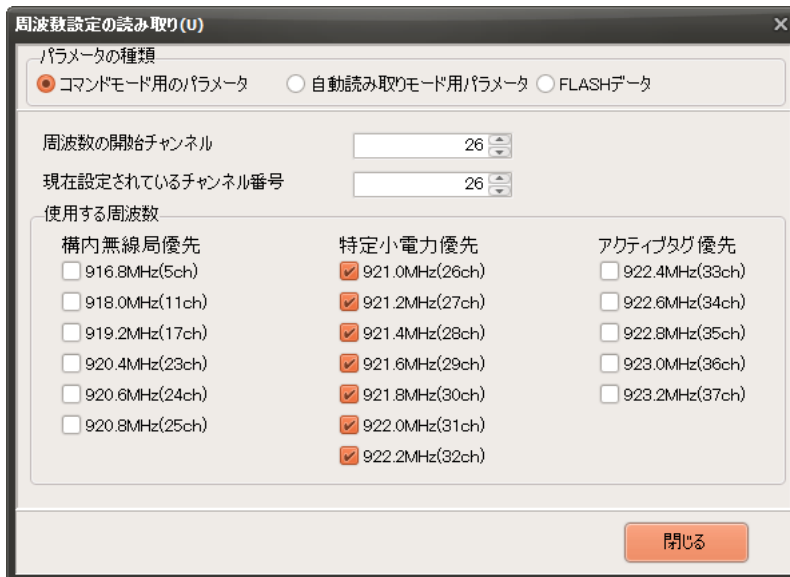 周波数設定の読み取り(U)
パラメータの種類
コマンドモード用のパラメータ 自動読み取りモード用パラメータ FLASHデータ
周波数の開始チャンネル 26
現在設定されているチャンネル番号 26
使用する周波数
構内無線局優先 特定小電力優先 アクティブタグ優先
916.8MHz(5ch) 921.0MHz(26ch) 922.4MHz(33ch)
918.0MHz(11ch) 921.2MHz(27ch) 922.6MHz(34ch)
919.2MHz(17ch) 921.4MHz(28ch) 922.8MHz(35ch)
920.4MHz(23ch) 921.6MHz(29ch) 923.0MHz(36ch)
920.6MHz(24ch) 921.8MHz(30ch) 923.2MHz(37ch)
920.8MHz(25ch) 922.0MHz(31ch)
922.2MHz(32ch)
閉じる